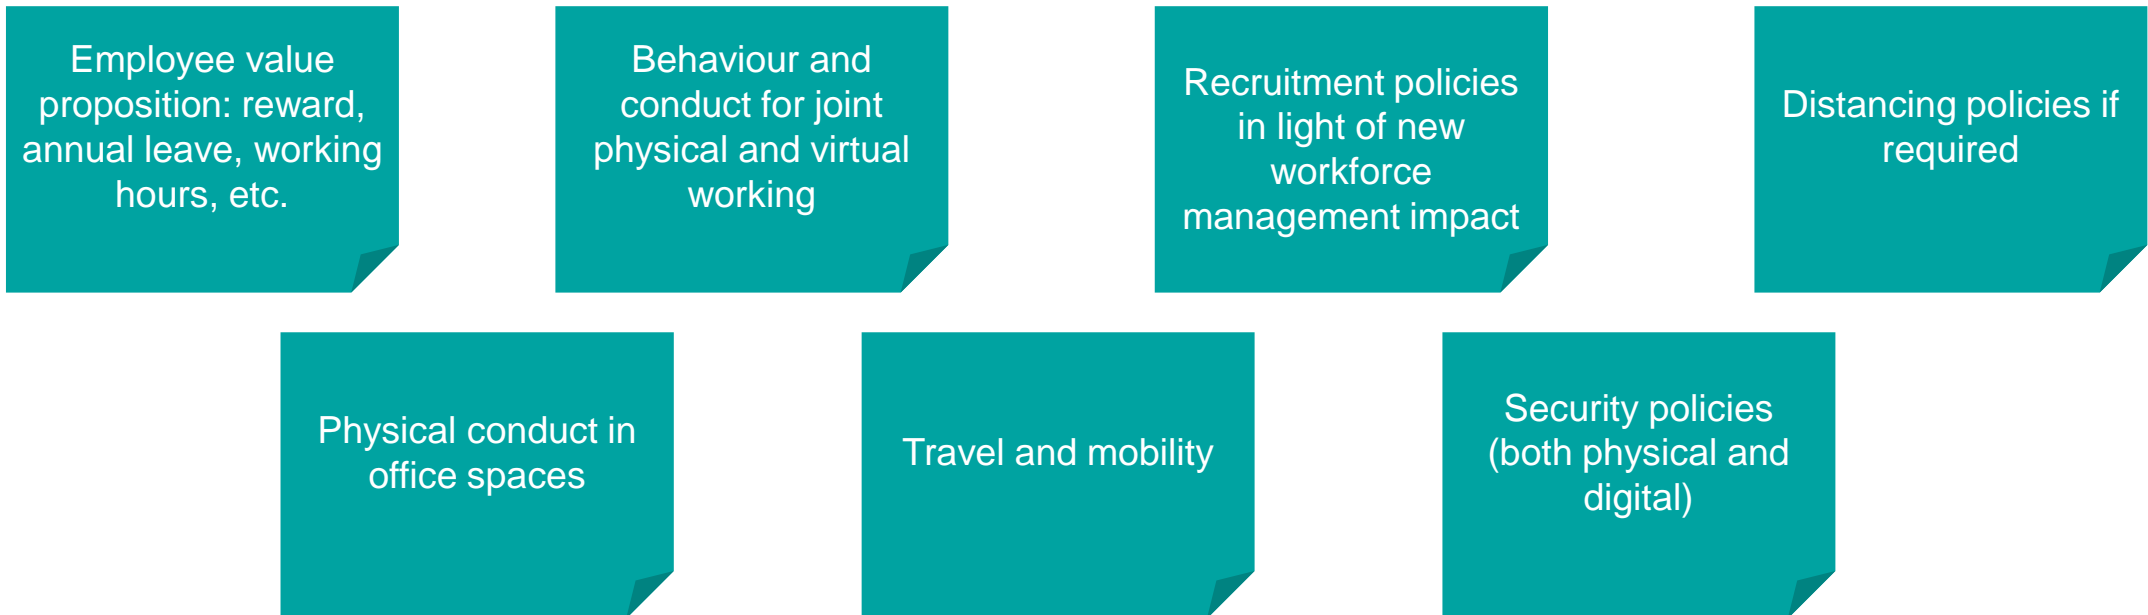 Employee value
proposition: reward,
annual leave, working
hours, etc.
Behaviour and
conduct for joint
physical and virtual
working
Recruitment policies
in light of new
workforce
management impact
Distancing policies if
required
Physical conduct in
office spaces
Travel and mobility
Security policies
(both physical and
digital)